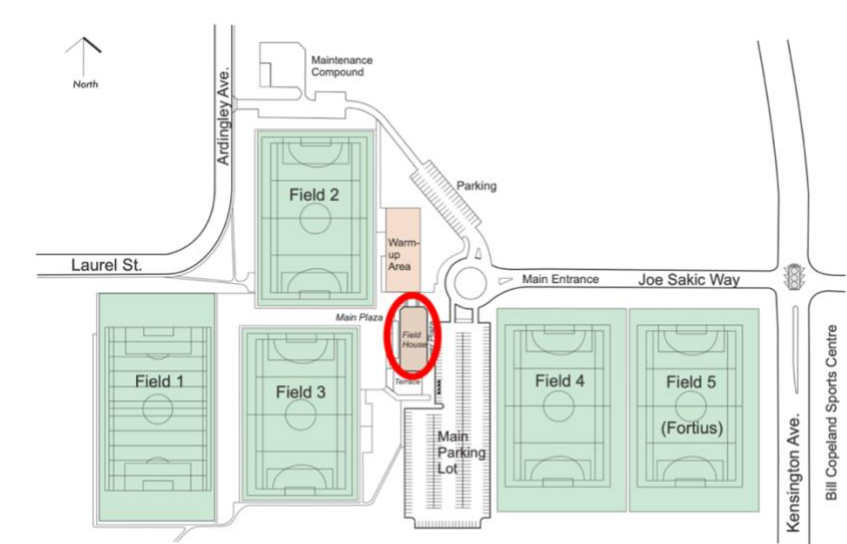 Maintenance
Compound
North
Ardingley Ave.
Parking
Field 2
Warm-
up
Area
Laurel St.
Main Entrance
Joe Sakic Way
Main Plaza
Field
House
Plaza
Terrace
Field 1
Field 3
Field 4
Field 5
(Fortius)
Main
Parking
Lot
Kensington Ave.
Bill Copeland Sports Centre